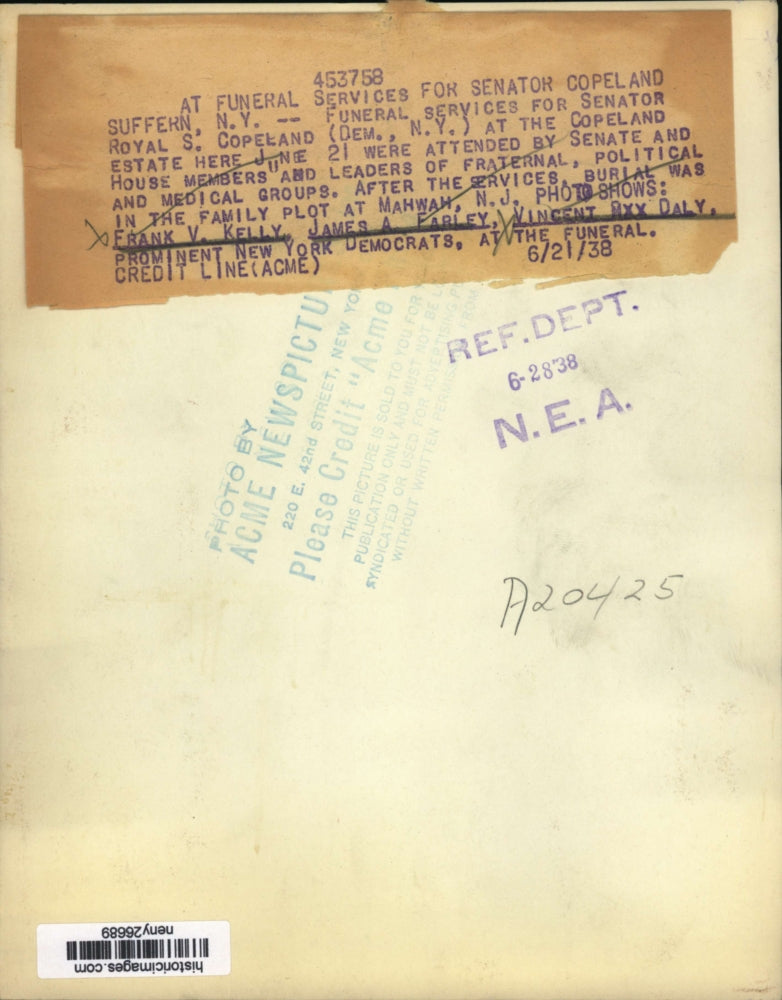 453758
AT FUNERAL SERVICES FOR SENATOR COPELAND
SUFFERN, N.Y. -- FUNERAL SERVICES FOR SENATOR
ROYAL S. COPELAND (DEM., N.Y.) AT THE COPELAND
ESTATE HERE JUNE 21 WERE ATTENDED BY SENATE AND
HOUSE MEMBERS AND LEADERS OF FRATERNAL, POLITICAL
AND MEDICAL GROUPS. AFTER THE SERVICES, BURIAL WAS
IN THE FAMILY PLOT AT MAHWAH, N.J. PHOTO SHOWS:
X FRANK V. KELLY, JAMES A. FARLEY, VINCENT MXX DALY,
PROMINENT NEW YORK DEMOCRATS, AT THE FUNERAL.
CREDIT LINE(ACME) 6/21/38
PHOTO BY
ACME NEWSPICTU
220 E. 42nd STREET, NEW YO
Please Credit "Acme
THIS PICTURE IS SOLD TO YOU FOR
PUBLICATION ONLY AND MUST NOT BE L
SYNDICATED OR USED FOR ADVERTISING P
WITHOUT WRITTEN PERMISS FROM
REF. DEPT.
6-28'38
N. E. A.
A20425
historicimages.com
neny26689